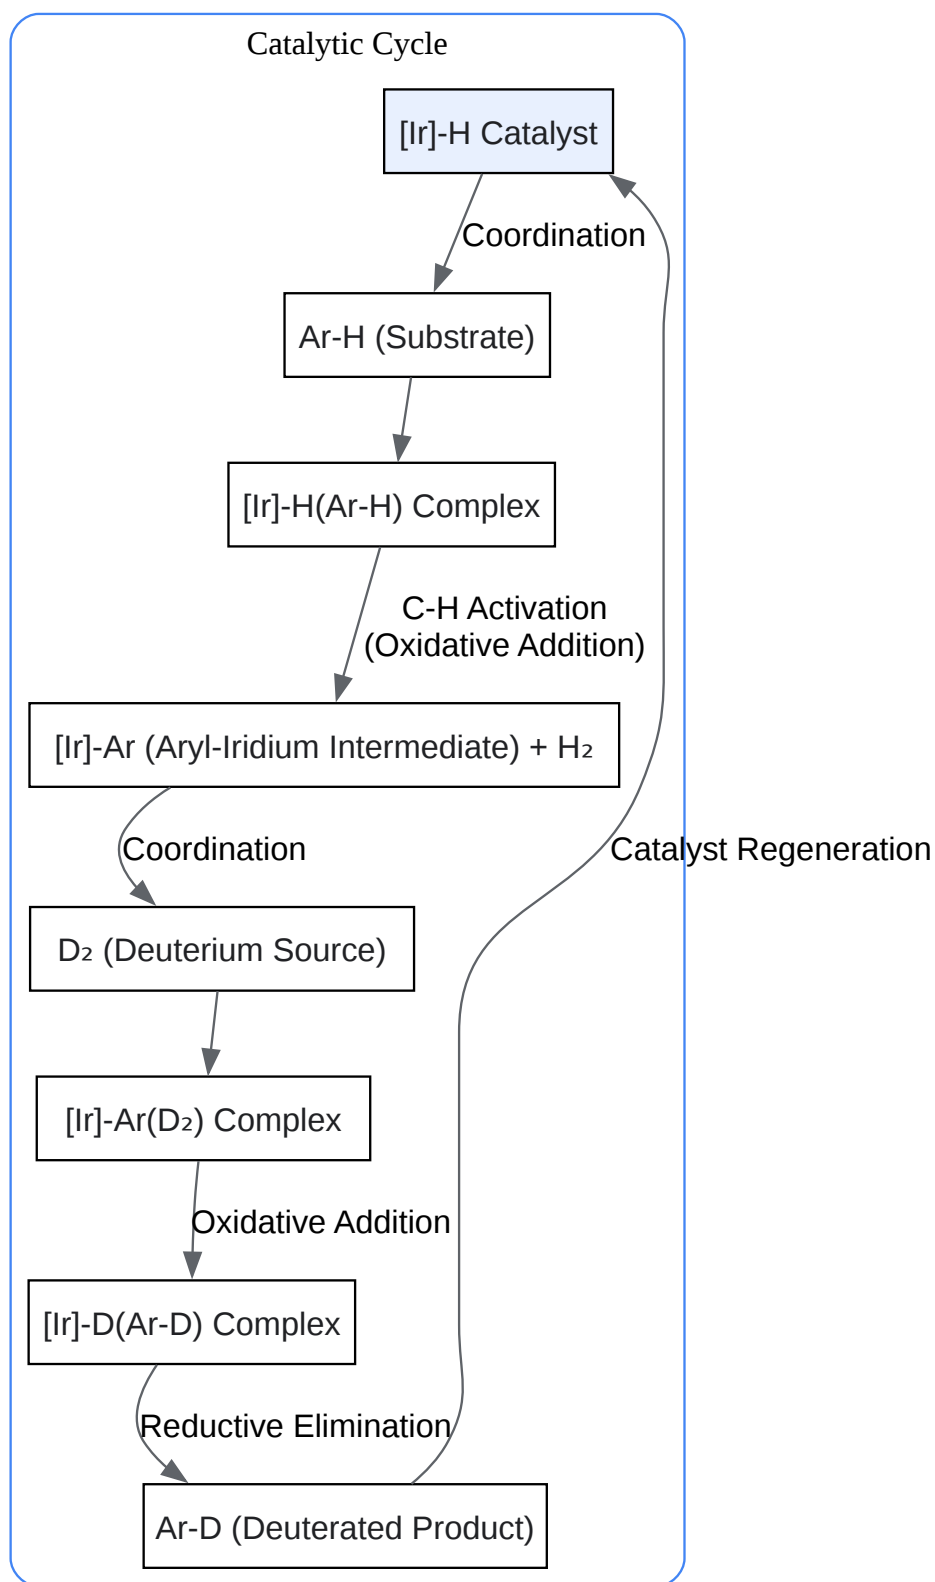 Catalytic Cycle
[Ir]-H Catalyst
Coordination
Ar-H (Substrate)
[Ir]-H(Ar-H) Complex
C-H Activation
(Oxidative Addition)
[Ir]-Ar (Aryl-Iridium Intermediate) + H₂
Coordination
Catalyst Regeneration
D₂ (Deuterium Source)
[Ir]-Ar(D₂) Complex
Oxidative Addition
[Ir]-D(Ar-D) Complex
Reductive Elimination
Ar-D (Deuterated Product)